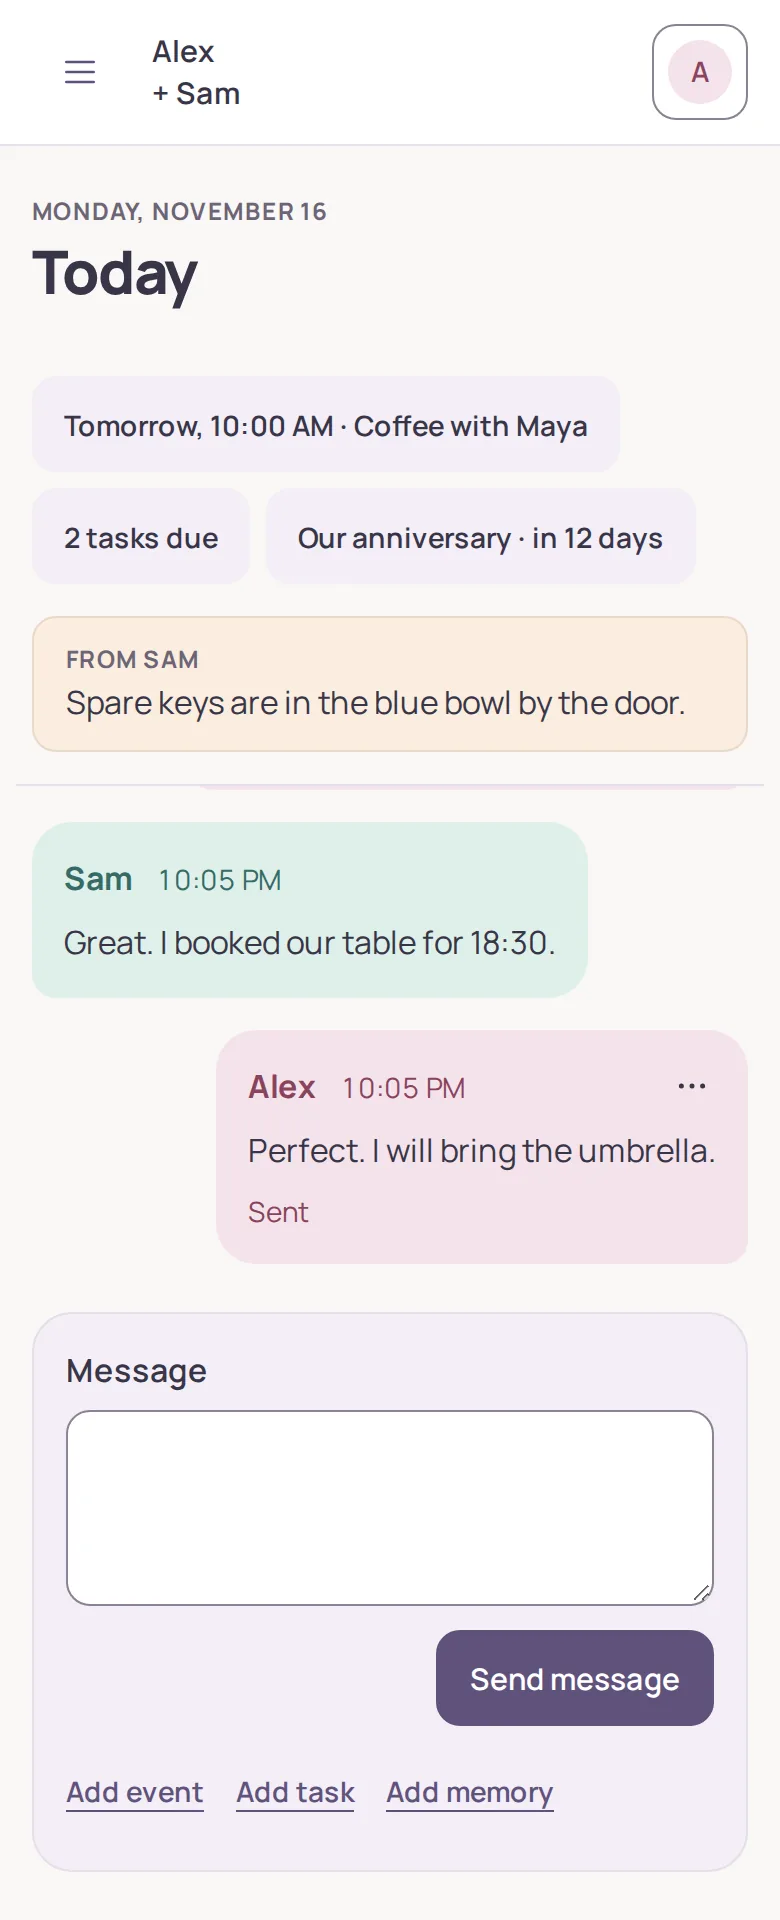 Alex
+ Sam
A
MONDAY, NOVEMBER 16
Today
Tomorrow, 10:00 AM · Coffee with Maya
2 tasks due
Our anniversary · in 12 days
FROM SAM
Spare keys are in the blue bowl by the door.
Sam 10:05 PM
Great. I booked our table for 18:30.
Alex 10:05 PM
Perfect. I will bring the umbrella.
Sent
Message
Send message
Add event Add task Add memory